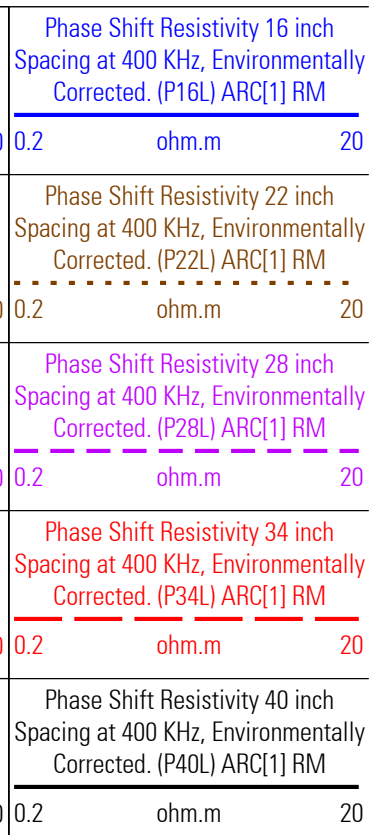 Phase Shift Resistivity 16 inch
Spacing at 400 KHz, Environmentally
Corrected. (P16L) ARC[1] RM
0.2 ohm.m 20
Phase Shift Resistivity 22 inch
Spacing at 400 KHz, Environmentally
Corrected. (P22L) ARC[1] RM
0.2 ohm.m 20
Phase Shift Resistivity 28 inch
Spacing at 400 KHz, Environmentally
Corrected. (P28L) ARC[1] RM
0.2 ohm.m 20
Phase Shift Resistivity 34 inch
Spacing at 400 KHz, Environmentally
Corrected. (P34L) ARC[1] RM
0.2 ohm.m 20
Phase Shift Resistivity 40 inch
Spacing at 400 KHz, Environmentally
Corrected. (P40L) ARC[1] RM
0.2 ohm.m 20